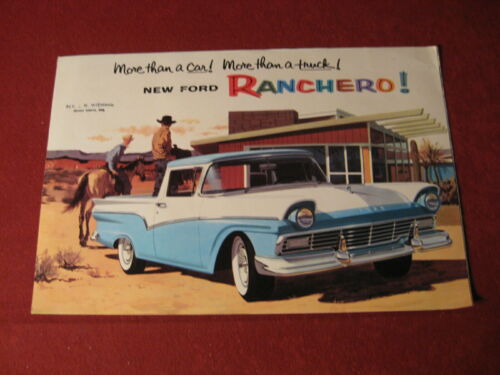 More than a car! More than a truck!
NEW FORD RANCHERO!